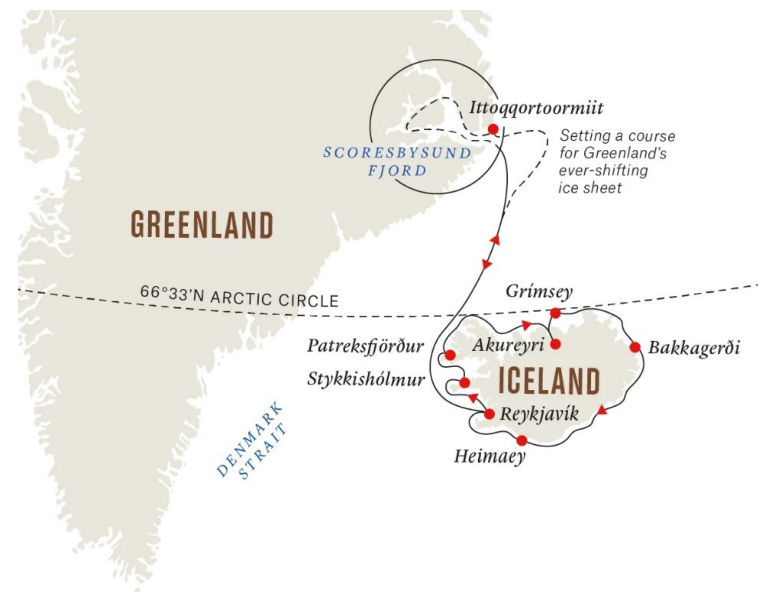 Ittoqqortoormiit
Setting a course
for Greenland's
ever-shifting
ice sheet
SCORESBYSUND
FJORD
GREENLAND
66°33'N ARCTIC CIRCLE
Grímsey
Patreksfjörður
Akureyri
Bakkagerði
Stykkishólmur
ICELAND
Reykjavík
DENMARK
STRAIT
Heimaey